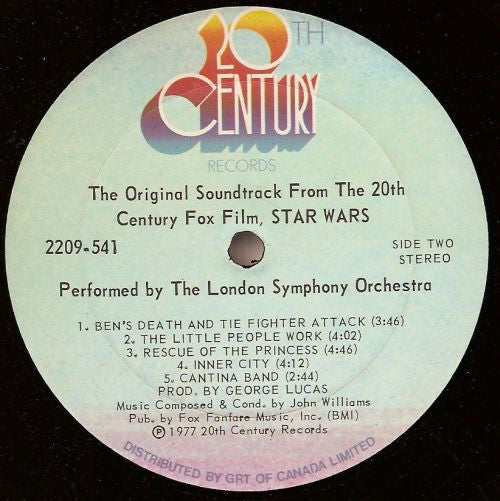 20TH
CENTURY
RECORDS
The Original Soundtrack From The 20th
Century Fox Film, STAR WARS
2209-541
SIDE TWO
STEREO
Performed by The London Symphony Orchestra
1. BEN'S DEATH AND TIE FIGHTER ATTACK (3:46)
2. THE LITTLE PEOPLE WORK (4:02)
3. RESCUE OF THE PRINCESS (4:46)
4. INNER CITY (4:12)
5. CANTINA BAND (2:44)
PROD. BY GEORGE LUCAS
Music Composed & Cond. by John Williams
Pub. by Fox Fanfare Music, Inc. (BMI)
℗ 1977 20th Century Records
DISTRIBUTED BY GRT OF CANADA LIMITED